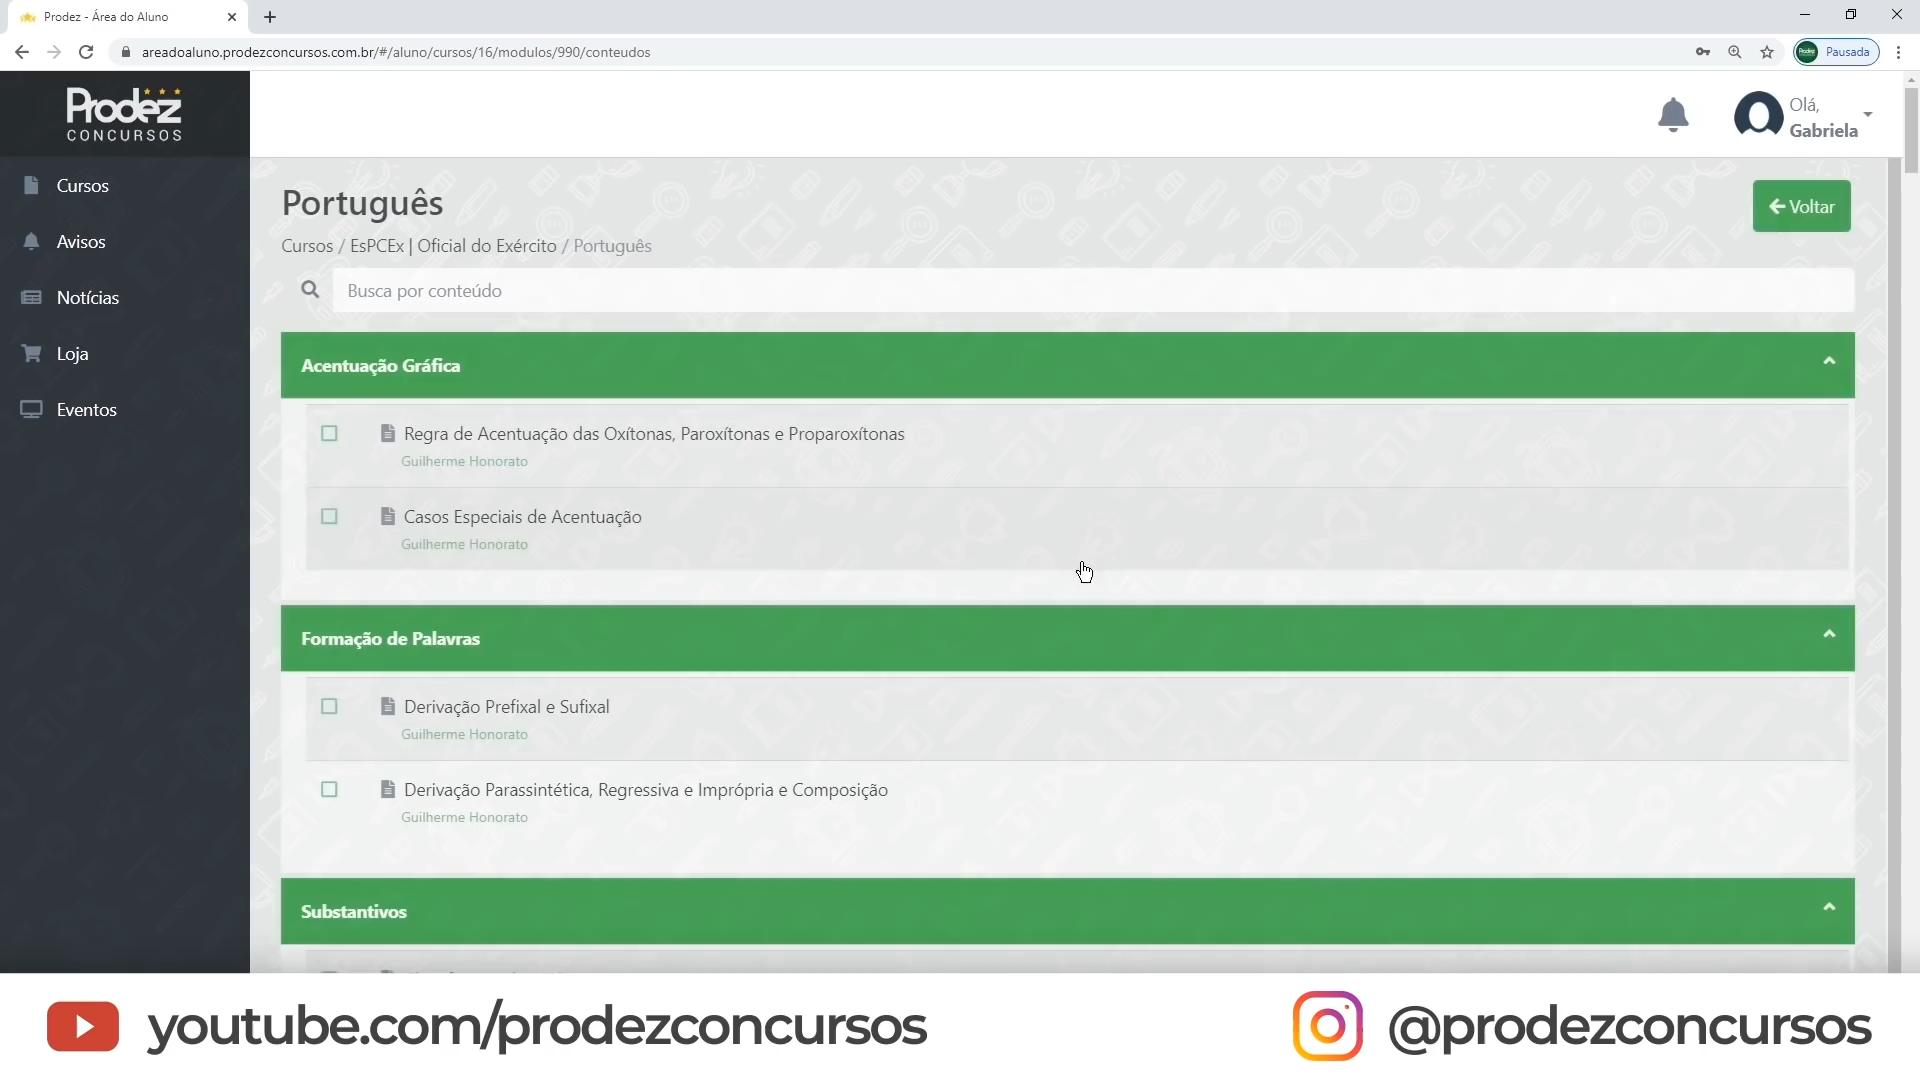 Prodez - Área do Aluno
areadoaluno.prodezconcursos.com.br/#/aluno/cursos/16/modulos/990/conteudos
Pausada
Prodez
CONCURSOS
Olá,
Gabriela
Cursos
Avisos
Notícias
Loja
Eventos
Português
Voltar
Cursos / EsPCEx | Oficial do Exército / Português
Busca por conteúdo
Acentuação Gráfica
Regra de Acentuação das Oxítonas, Paroxítonas e Proparoxítonas
Guilherme Honorato
Casos Especiais de Acentuação
Guilherme Honorato
Formação de Palavras
Derivação Prefixal e Sufixal
Guilherme Honorato
Derivação Parassintética, Regressiva e Imprópria e Composição
Guilherme Honorato
Substantivos
youtube.com/prodezconcursos
@prodezconcursos